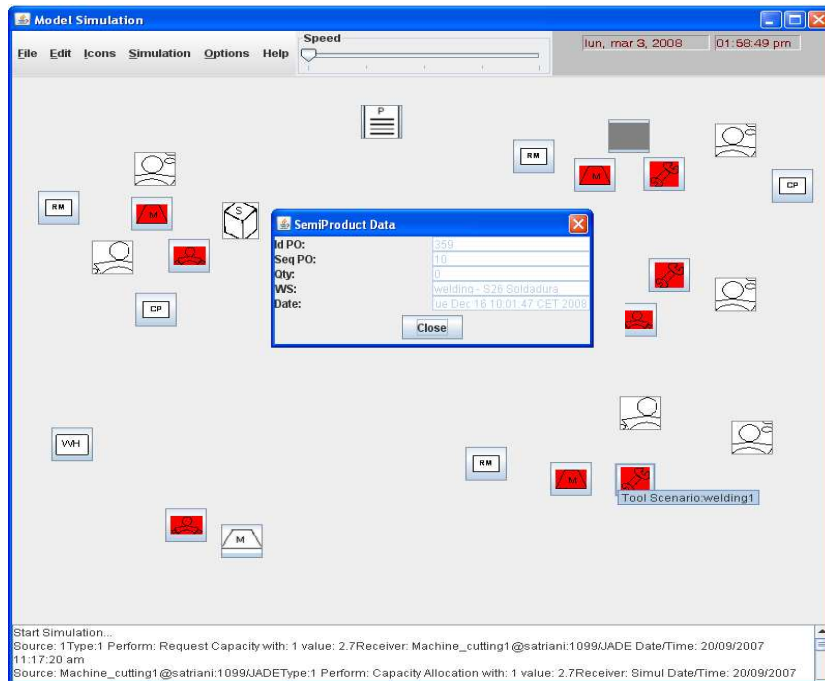 Model Simulation
File Edit Icons Simulation Options Help
Speed
lun, mar 3, 2008 01:58:49 pm
P
RM
M
CP
RM
M
S
CP
SemiProduct Data
Id PO: 359
Seq PO: 10
Qty: 0
WS: welding - S26 Soldadura
Date: ue Dec 16 10:01:47 CET 2008
Close
WH
RM
M
Tool Scenario:welding1
M
Start Simulation...
Source: 1Type:1 Perform: Request Capacity with: 1 value: 2.7Receiver: Machine_cutting1@satriani:1099/JADE Date/Time: 20/09/2007
11:17:20 am
Source: Machine_cutting1@satriani:1099/JADEType:1 Perform: Capacity Allocation with: 1 value: 2.7Receiver: Simul Date/Time: 20/09/2007